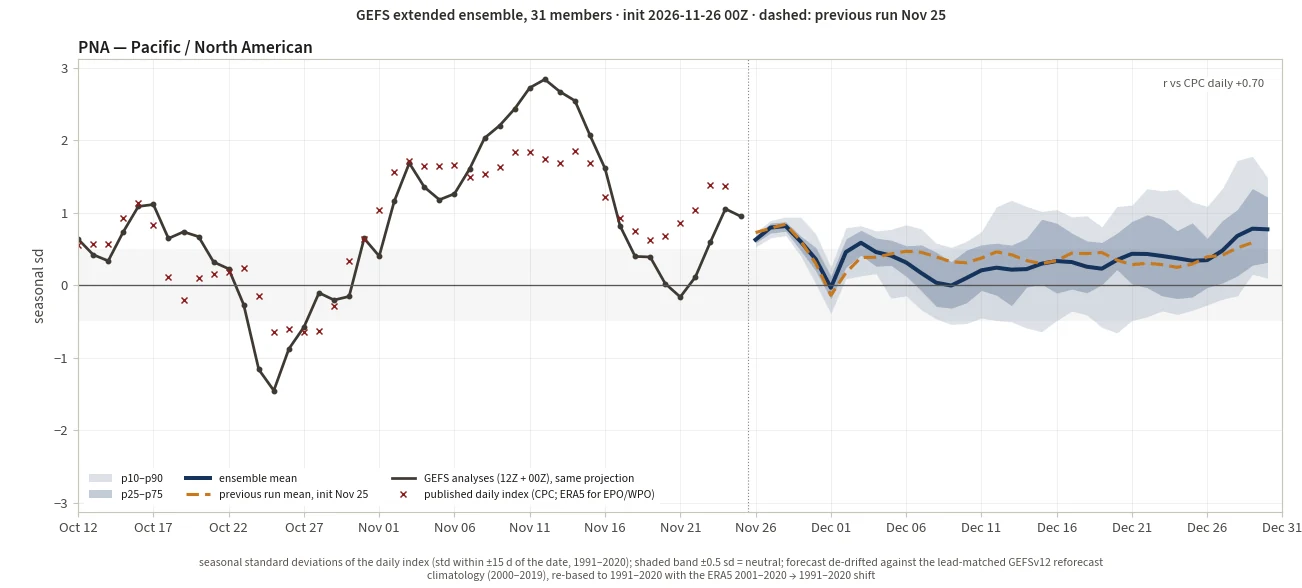 GEFS extended ensemble, 31 members · init 2026-11-26 00Z · dashed: previous run Nov 25
PNA — Pacific / North American
r vs CPC daily +0.70
seasonal sd
3
2
1
0
−1
−2
−3
p10–p90
p25–p75
ensemble mean
previous run mean, init Nov 25
GEFS analyses (12Z + 00Z), same projection
published daily index (CPC; ERA5 for EPO/WPO)
Oct 12 Oct 17 Oct 22 Oct 27 Nov 01 Nov 06 Nov 11 Nov 16 Nov 21 Nov 26 Dec 01 Dec 06 Dec 11 Dec 16 Dec 21 Dec 26 Dec 31
seasonal standard deviations of the daily index (std within ±15 d of the date, 1991–2020); shaded band ±0.5 sd = neutral; forecast de-drifted against the lead-matched GEFSv12 reforecast
climatology (2000–2019), re-based to 1991–2020 with the ERA5 2001–2020 → 1991–2020 shift